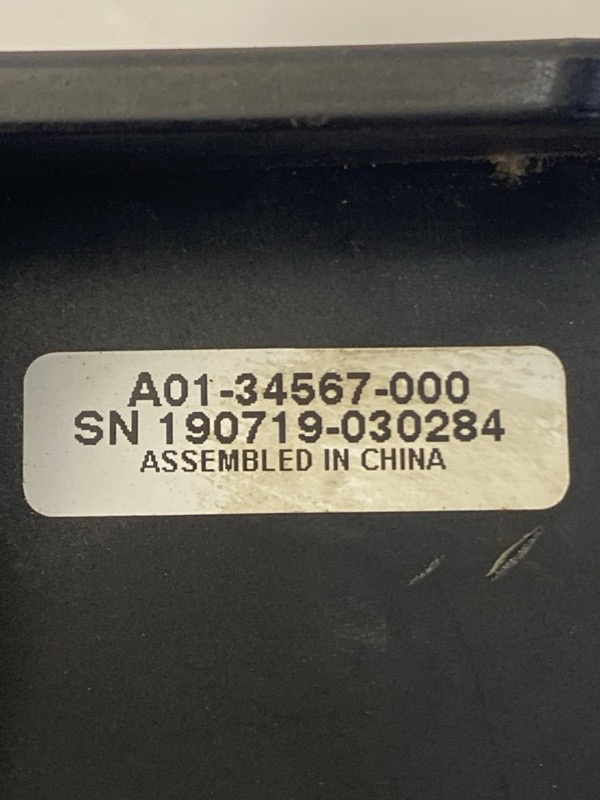 A01-34567-000
SN 190719-030284
ASSEMBLED IN CHINA